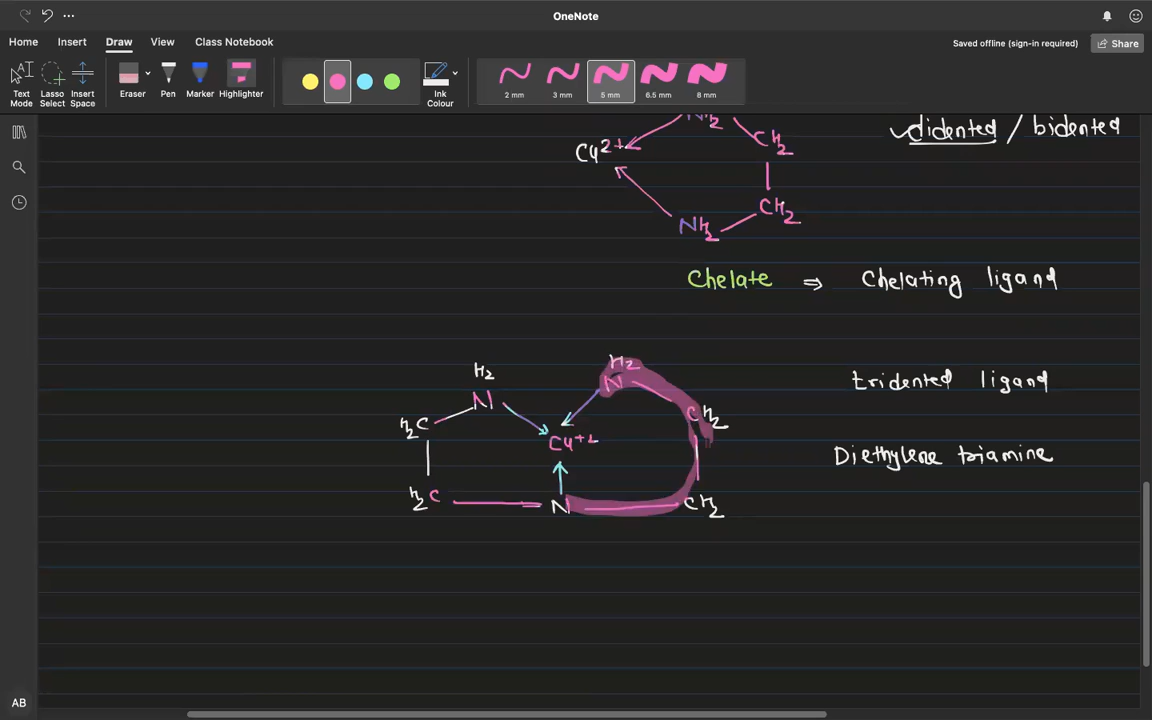 OneNote
Home Insert Draw View Class Notebook
Saved offline (sign-in required) Share
Text Mode
Lasso Select
Insert Space
Eraser
Pen
Marker
Highlighter
Ink Colour
2 mm 3 mm 5 mm 6.5 mm 8 mm
NH2
didented / bidented
Cu2+
CH2
CH2
NH2
Chelate ⇒ Chelating ligand
H2 H2
N N
tridented ligand
H2C CH2
Cu++
Diethylene triamine
H2C N CH2
AB